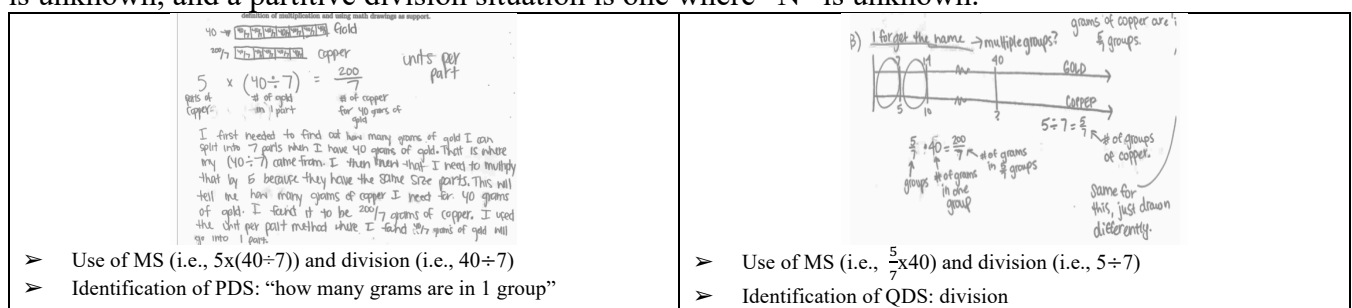 is unknown, and a partitive division situation is one where "N" is unknown.
definition of multiplication and using math drawings as support.
40 → Gold
200/7 copper
units per
part
5 x (40÷7) = 200/7
parts of
copper
# of gold
in 1 part
# of copper
for 40 grams of
gold
I first needed to find out how many grams of gold I can
split into 7 parts when I have 40 grams of gold. That is where
my (40÷7) came from. I then that I need to multiply
that by 5 because they have the same size parts. This will
tell me how many grams of copper I need for 40 grams
of gold. I found it to be 200/7 grams of copper. I used
the unit per part method where I found 40/7 grams of gold will
go into 1 part.
➢ Use of MS (i.e., 5x(40÷7)) and division (i.e., 40÷7)
➢ Identification of PDS: "how many grams are in 1 group"
grams of copper are
5/7 groups.
B) I forget the name → multiple groups?
7 14 40
GOLD
COPPER
5 10 ?
5÷7 = 5/7
# of groups
of copper.
5/7 · 40 = 200/7
# of grams
in 5/7 groups
groups
# of grams
in one
group
Same for
this, just drawn
differently.
➢ Use of MS (i.e., 5/7x40) and division (i.e., 5÷7)
➢ Identification of QDS: division